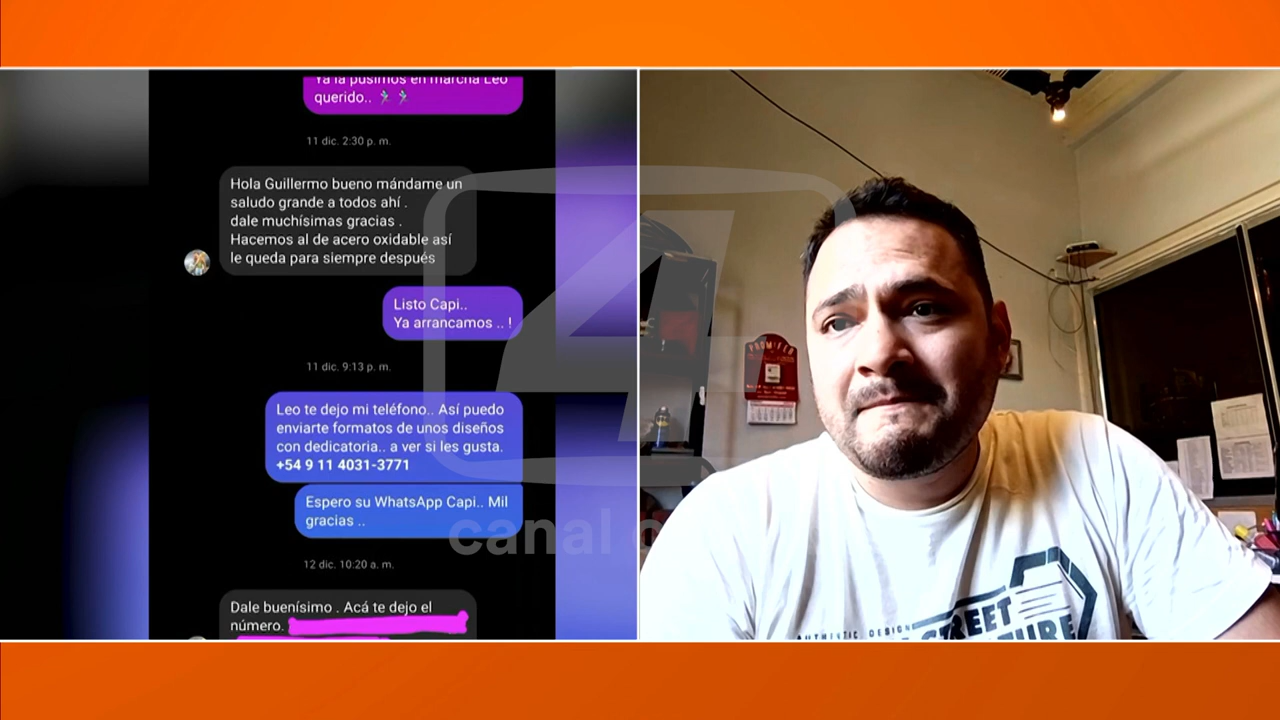 Ya la pusimos en marcha Leo
querido..
11 dic. 2:30 p. m.
Hola Guillermo bueno mándame un
saludo grande a todos ahí .
dale muchísimas gracias .
Hacemos al de acero oxidable así
le queda para siempre después
Listo Capi..
Ya arrancamos .. !
11 dic. 9:13 p. m.
Leo te dejo mi teléfono.. Así puedo
enviarte formatos de unos diseños
con dedicatoria.. a ver si les gusta.
+54 9 11 4031-3771
Espero su WhatsApp Capi.. Mil
gracias ..
12 dic. 10:20 a. m.
Dale buenísimo . Acá te dejo el
número.
4
canal
AUTHENTIC DESIGN
STREET